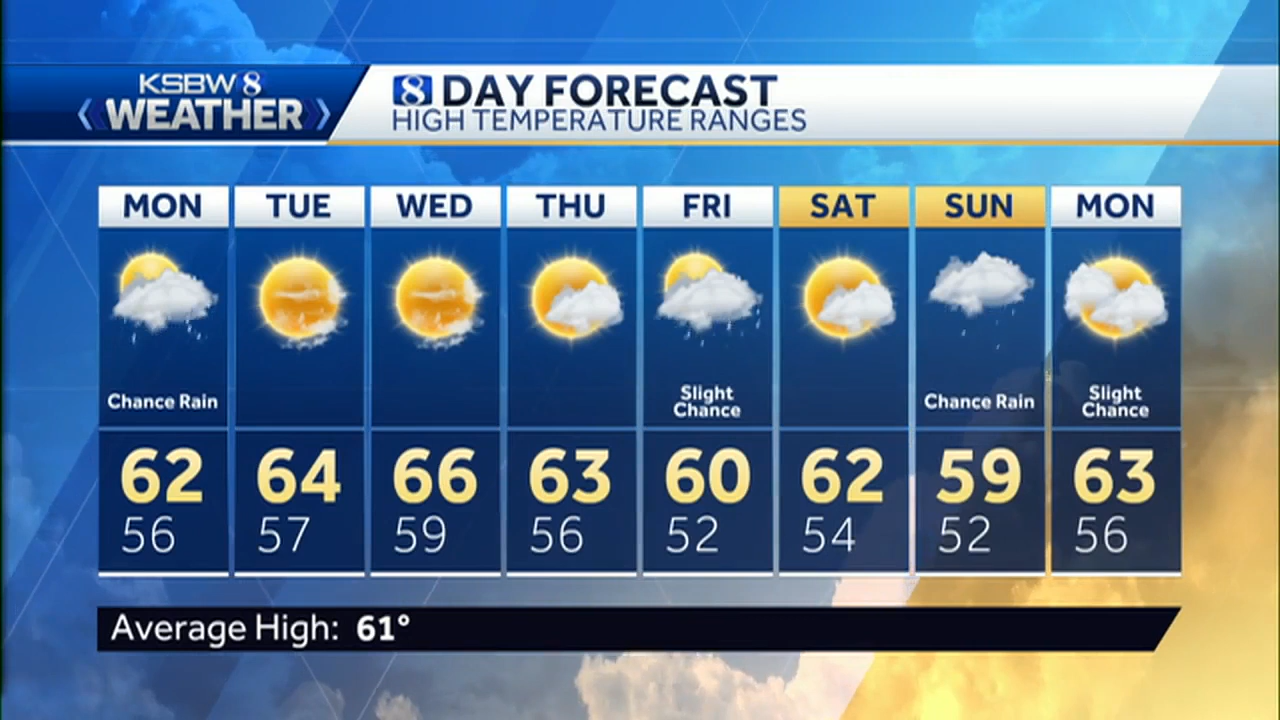 KSBW 8
WEATHER
8 DAY FORECAST
HIGH TEMPERATURE RANGES
MON TUE WED THU FRI SAT SUN MON
Chance Rain Slight Chance Chance Rain Slight Chance
62 64 66 63 60 62 59 63
56 57 59 56 52 54 52 56
Average High: 61°